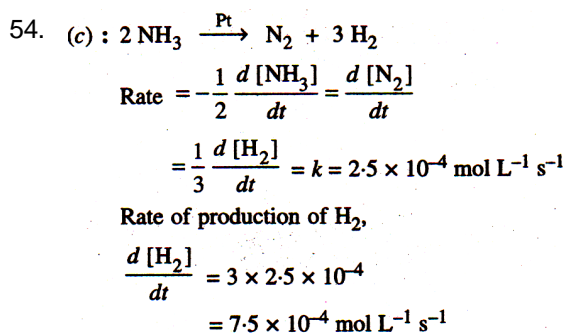 54. (c) : 2 NH₃ —Pt→ N₂ + 3 H₂
Rate = −1/2 d [NH₃]/dt = d [N₂]/dt
= 1/3 d [H₂]/dt = k = 2·5 × 10⁻⁴ mol L⁻¹ s⁻¹
Rate of production of H₂,
d [H₂]/dt = 3 × 2·5 × 10⁻⁴
= 7·5 × 10⁻⁴ mol L⁻¹ s⁻¹